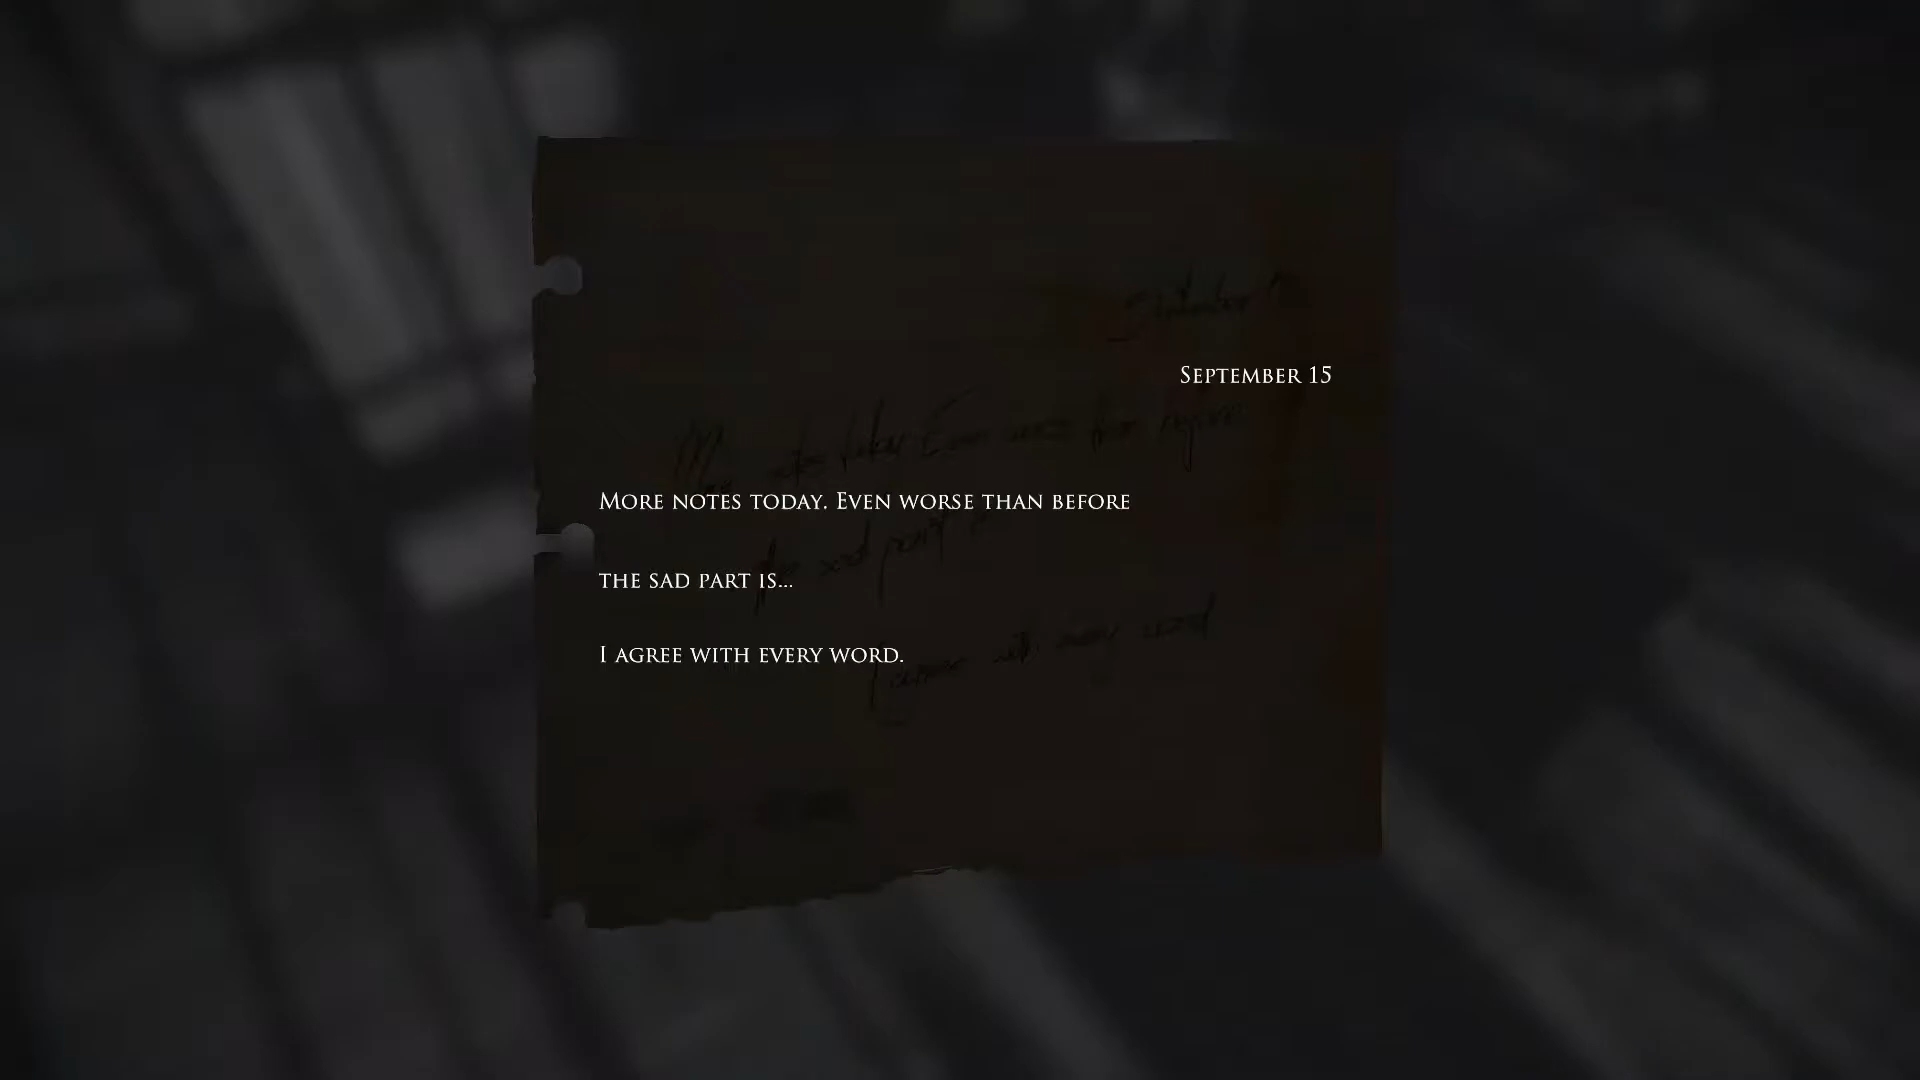 September 15
More notes today. Even worse than before
the sad part is...
I agree with every word.